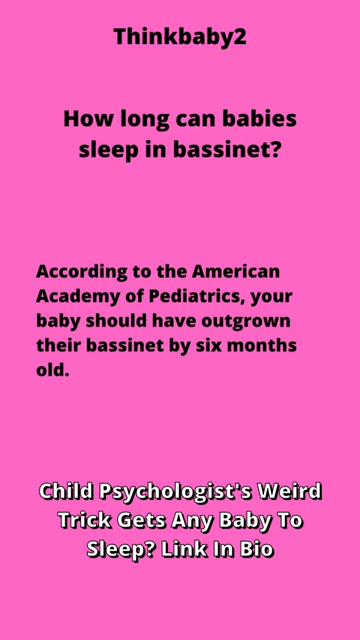 Thinkbaby2
How long can babies
sleep in bassinet?
According to the American
Academy of Pediatrics, your
baby should have outgrown
their bassinet by six months
old.
Child Psychologist's Weird
Trick Gets Any Baby To
Sleep? Link In Bio